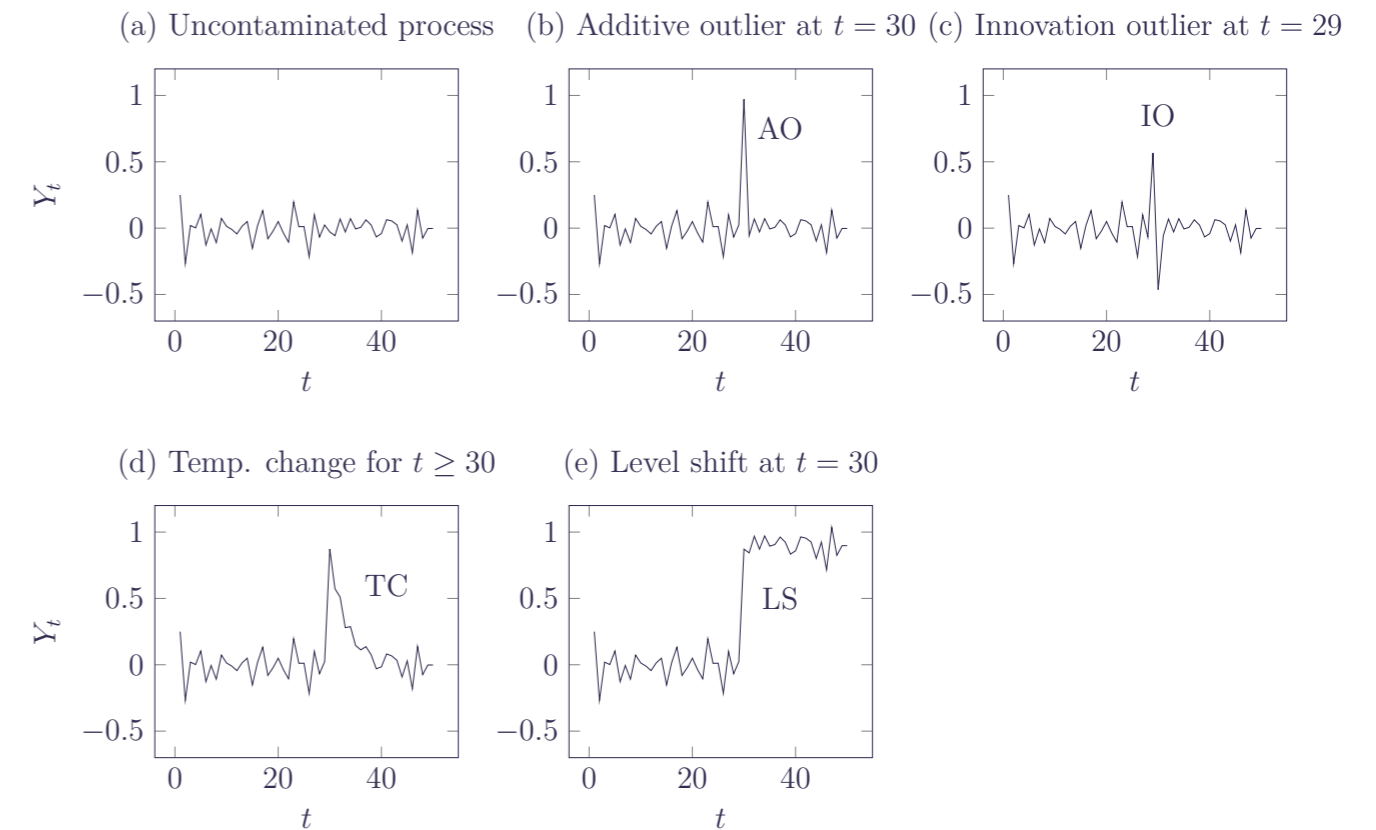 (a) Uncontaminated process
(b) Additive outlier at t = 30
(c) Innovation outlier at t = 29
1
0.5
0
−0.5
Y_t
0 20 40
t
AO
1
0.5
0
−0.5
0 20 40
t
IO
1
0.5
0
−0.5
0 20 40
t
(d) Temp. change for t ≥ 30
(e) Level shift at t = 30
TC
1
0.5
0
−0.5
Y_t
0 20 40
t
LS
1
0.5
0
−0.5
0 20 40
t